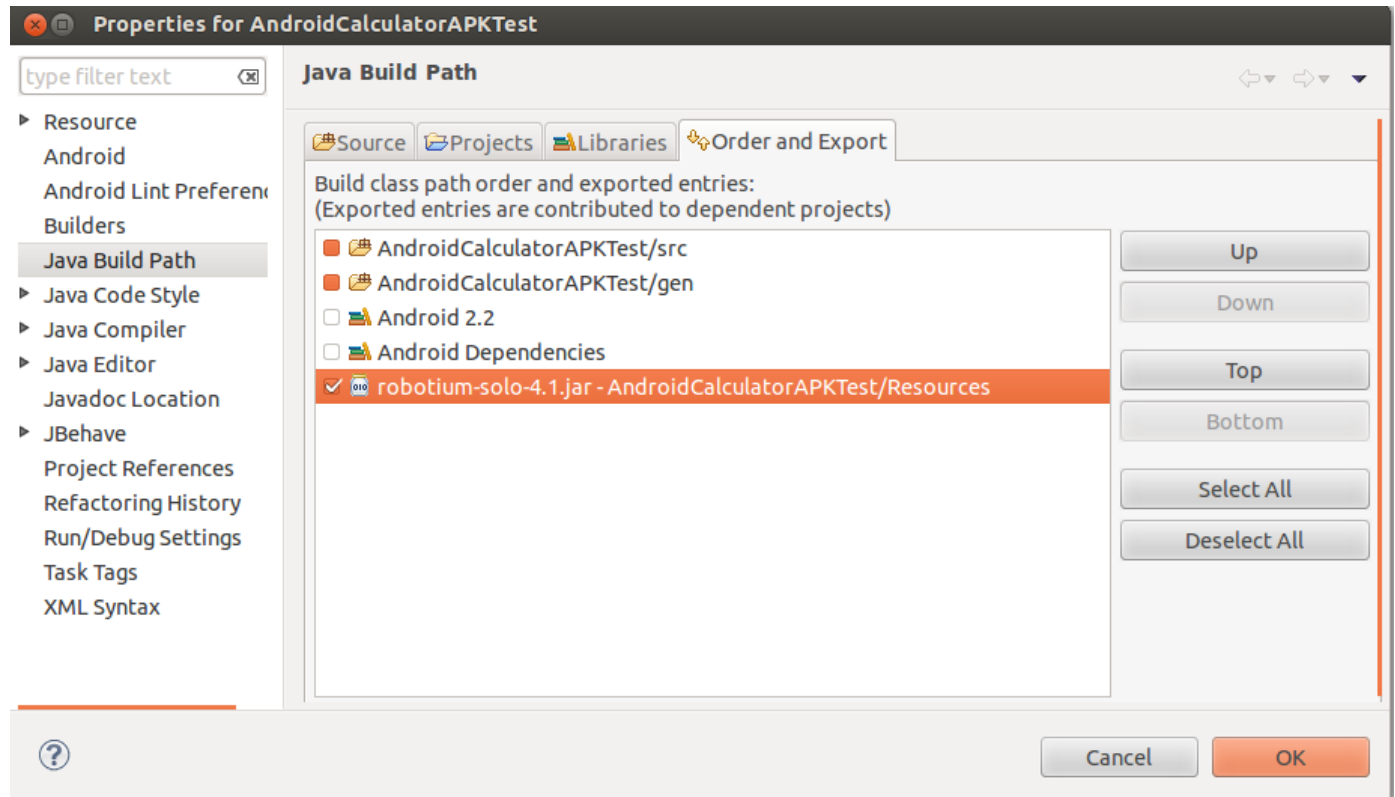 Properties for AndroidCalculatorAPKTest
type filter text
Resource
Android
Android Lint Preferenc
Builders
Java Build Path
Java Code Style
Java Compiler
Java Editor
Javadoc Location
JBehave
Project References
Refactoring History
Run/Debug Settings
Task Tags
XML Syntax
Java Build Path
Source
Projects
Libraries
Order and Export
Build class path order and exported entries:
(Exported entries are contributed to dependent projects)
AndroidCalculatorAPKTest/src
AndroidCalculatorAPKTest/gen
Android 2.2
Android Dependencies
robotium-solo-4.1.jar - AndroidCalculatorAPKTest/Resources
Up
Down
Top
Bottom
Select All
Deselect All
Cancel
OK